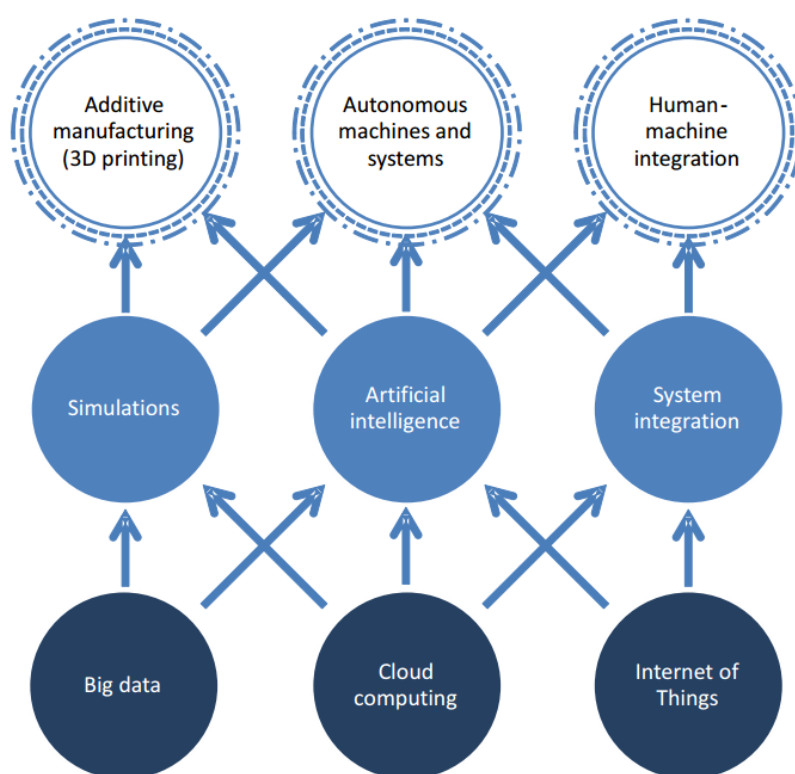 Additive
manufacturing
(3D printing)
Autonomous
machines and
systems
Human-
machine
integration
Simulations
Artificial
intelligence
System
integration
Big data
Cloud
computing
Internet of
Things